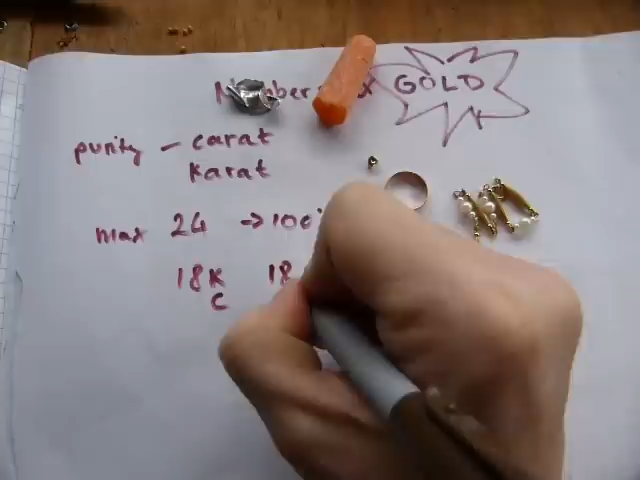 GOLD
purity - carat
Karat
max 24 → 100
18K 18
C